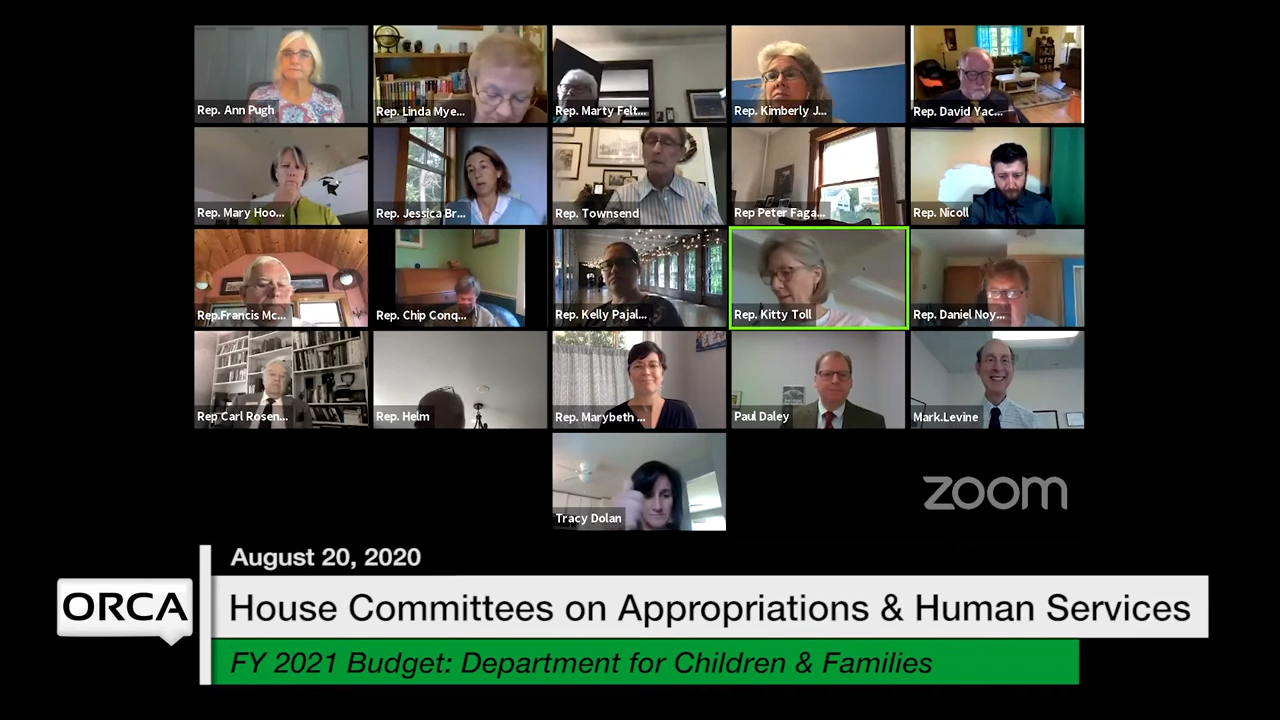 Rep. Ann Pugh
Rep. Linda Mye...
Rep. Marty Felt...
Rep. Kimberly J...
Rep. David Yac...
Rep. Mary Hoo...
Rep. Jessica Br...
Rep. Townsend
Rep Peter Faga...
Rep. Nicoll
Rep.Francis Mc...
Rep. Chip Conq...
Rep. Kelly Pajal...
Rep. Kitty Toll
Rep. Daniel Noy...
Rep Carl Rosen...
Rep. Helm
Rep. Marybeth ...
Paul Daley
Mark.Levine
Tracy Dolan
zoom
August 20, 2020
ORCA
House Committees on Appropriations & Human Services
FY 2021 Budget: Department for Children & Families